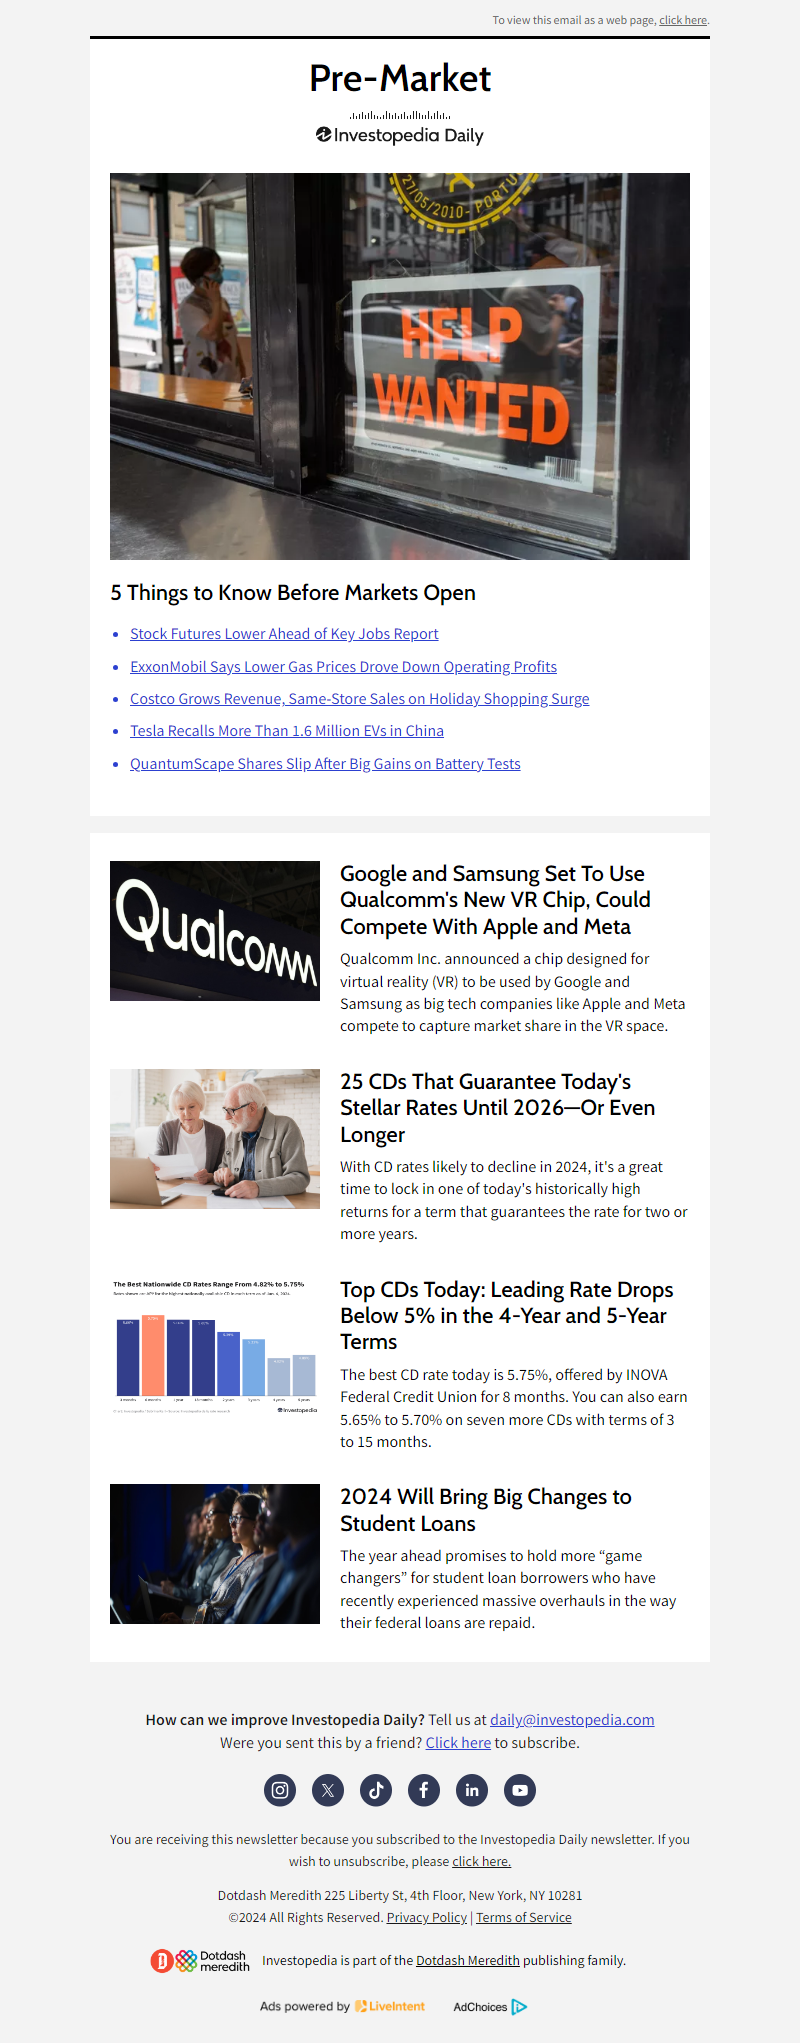 To view this email as a web page, click here.
Pre-Market
Investopedia Daily
27/05/2010- PORTU
HELP
WANTED
5 Things to Know Before Markets Open
Stock Futures Lower Ahead of Key Jobs Report
ExxonMobil Says Lower Gas Prices Drove Down Operating Profits
Costco Grows Revenue, Same-Store Sales on Holiday Shopping Surge
Tesla Recalls More Than 1.6 Million EVs in China
QuantumScape Shares Slip After Big Gains on Battery Tests
Qualcomm
Google and Samsung Set To Use
Qualcomm's New VR Chip, Could
Compete With Apple and Meta
Qualcomm Inc. announced a chip designed for
virtual reality (VR) to be used by Google and
Samsung as big tech companies like Apple and Meta
compete to capture market share in the VR space.
25 CDs That Guarantee Today's
Stellar Rates Until 2026—Or Even
Longer
With CD rates likely to decline in 2024, it's a great
time to lock in one of today's historically high
returns for a term that guarantees the rate for two or
more years.
The Best Nationwide CD Rates Range From 4.82% to 5.75%
Investopedia
Top CDs Today: Leading Rate Drops
Below 5% in the 4-Year and 5-Year
Terms
The best CD rate today is 5.75%, offered by INOVA
Federal Credit Union for 8 months. You can also earn
5.65% to 5.70% on seven more CDs with terms of 3
to 15 months.
2024 Will Bring Big Changes to
Student Loans
The year ahead promises to hold more “game
changers” for student loan borrowers who have
recently experienced massive overhauls in the way
their federal loans are repaid.
How can we improve Investopedia Daily? Tell us at daily@investopedia.com
Were you sent this by a friend? Click here to subscribe.
You are receiving this newsletter because you subscribed to the Investopedia Daily newsletter. If you
wish to unsubscribe, please click here.
Dotdash Meredith 225 Liberty St, 4th Floor, New York, NY 10281
©2024 All Rights Reserved. Privacy Policy | Terms of Service
Dotdash
meredith
Investopedia is part of the Dotdash Meredith publishing family.
Ads powered by LiveIntent
AdChoices